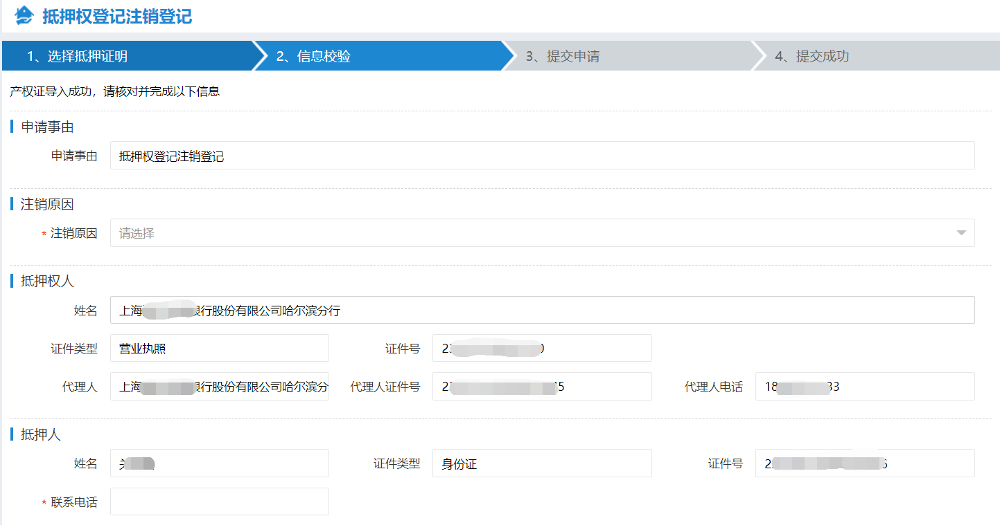 抵押权登记注销登记
1、选择抵押证明 2、信息校验 3、提交申请 4、提交成功
产权证导入成功，请核对并完成以下信息
申请事由
申请事由 抵押权登记注销登记
注销原因
* 注销原因 请选择
抵押权人
姓名 上海 银行股份有限公司哈尔滨分行
证件类型 营业执照 证件号 23 0
代理人 上海 银行股份有限公司哈尔滨分 代理人证件号 23 45 代理人电话 18 33
抵押人
姓名 关 证件类型 身份证 证件号 2 6
* 联系电话